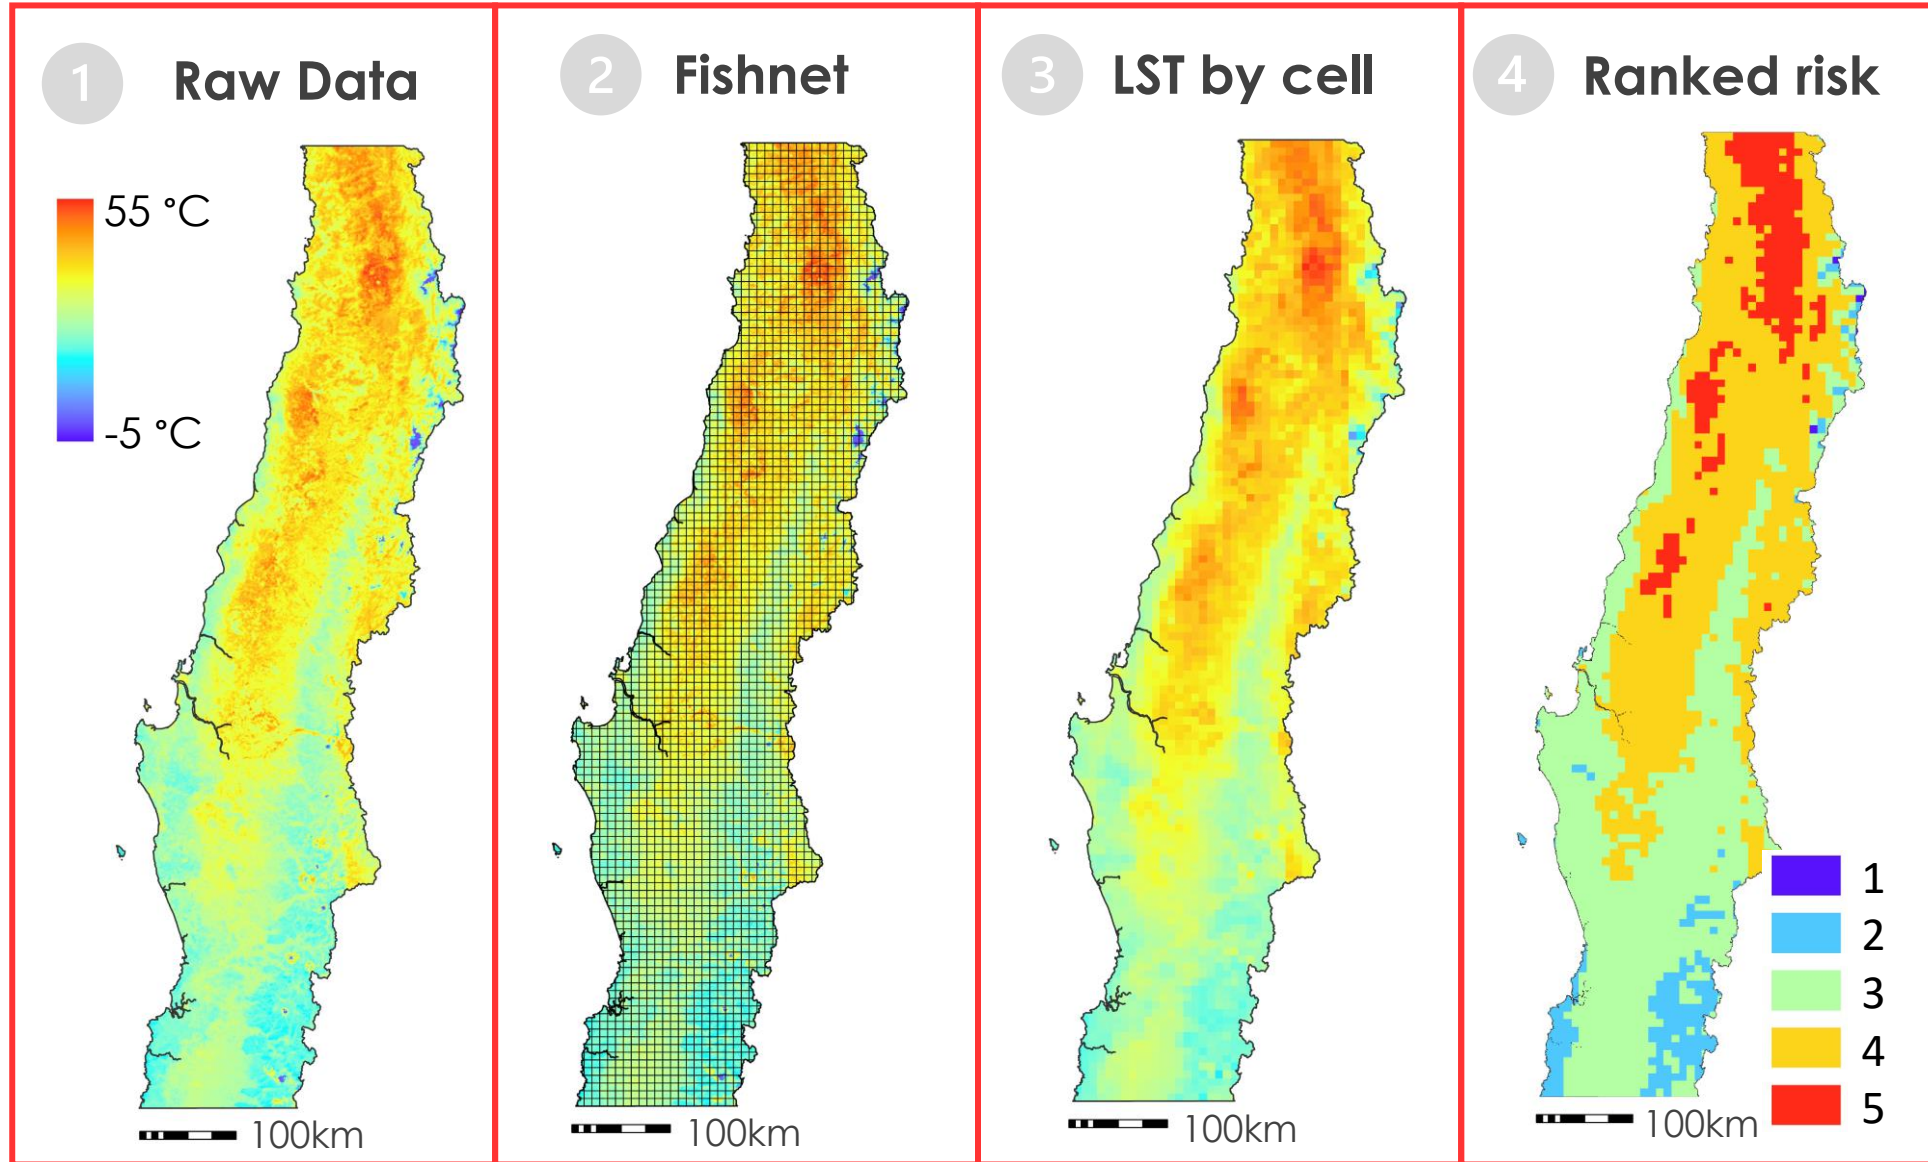 1 Raw Data
55 °C
-5 °C
100km
2 Fishnet
100km
3 LST by cell
100km
4 Ranked risk
1
2
3
4
5
100km